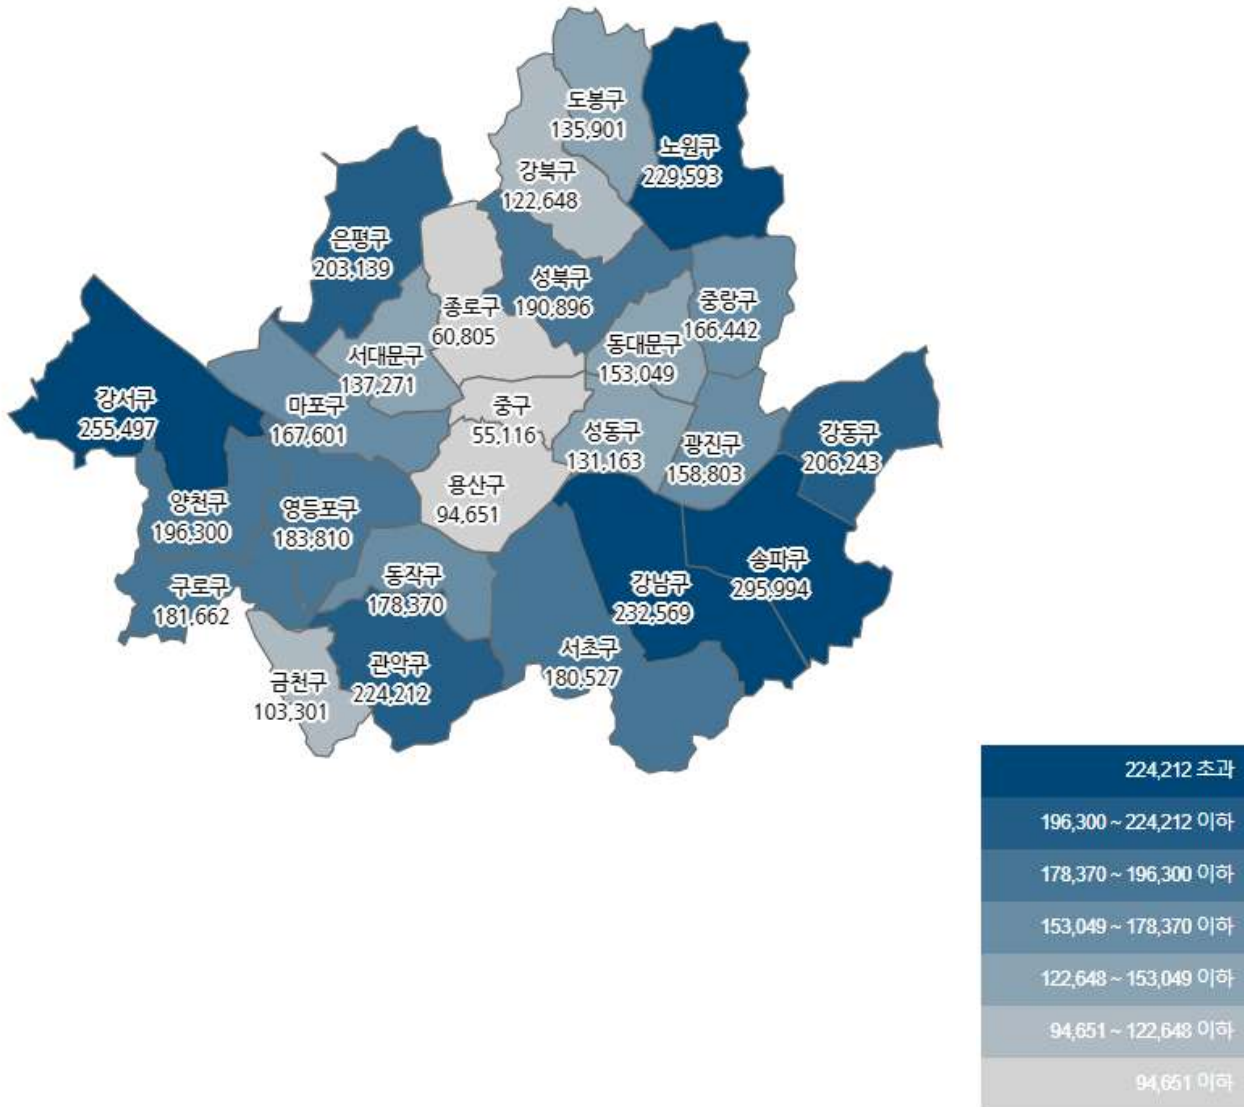 도봉구
135,901
노원구
229,593
강북구
122,648
은평구
203,139
성북구
190,896
종로구
60,805
중랑구
166,442
동대문구
153,049
서대문구
137,271
강서구
255,497
마포구
167,601
중구
55,116
성동구
131,163
광진구
158,803
강동구
206,243
양천구
196,300
영등포구
183,810
용산구
94,651
구로구
181,662
동작구
178,370
강남구
232,569
송파구
295,994
서초구
180,527
관악구
224,212
금천구
103,301
224,212 초과
196,300 ~ 224,212 이하
178,370 ~ 196,300 이하
153,049 ~ 178,370 이하
122,648 ~ 153,049 이하
94,651 ~ 122,648 이하
94,651 이하